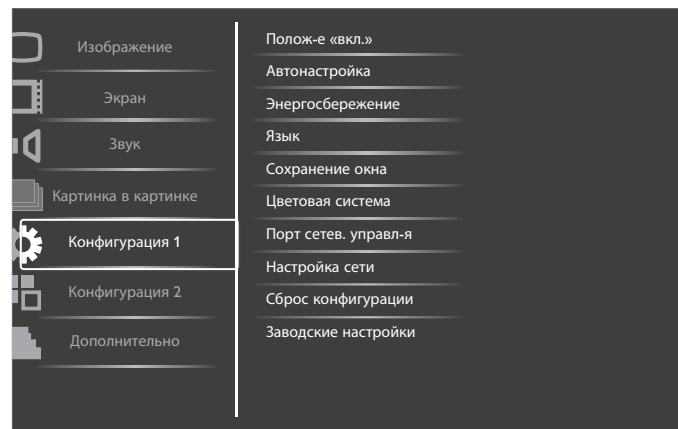 Изображение
Экран
Звук
Картинка в картинке
Конфигурация 1
Конфигурация 2
Дополнительно
Полож-е «вкл.»
Автонастройка
Энергосбережение
Язык
Сохранение окна
Цветовая система
Порт сетев. управл-я
Настройка сети
Сброс конфигурации
Заводские настройки